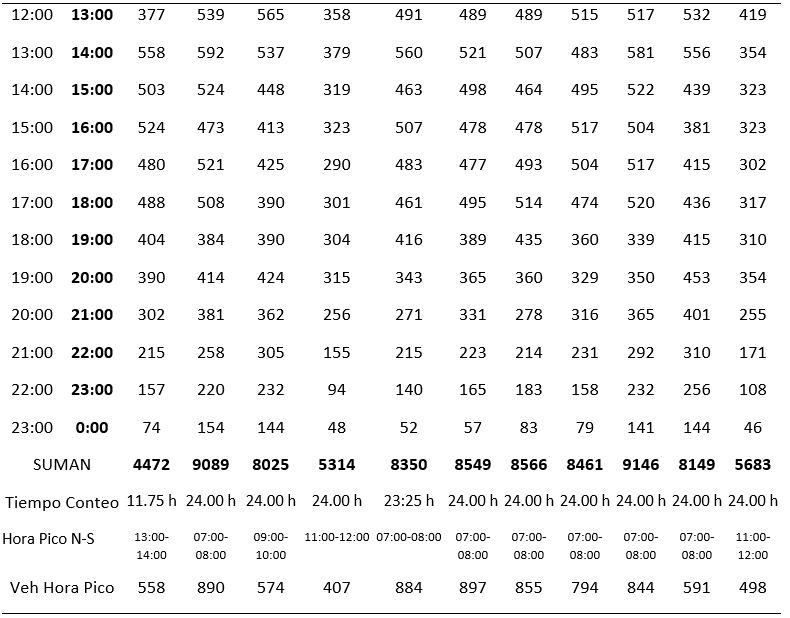 12:00 13:00 377 539 565 358 491 489 489 515 517 532 419
13:00 14:00 558 592 537 379 560 521 507 483 581 556 354
14:00 15:00 503 524 448 319 463 498 464 495 522 439 323
15:00 16:00 524 473 413 323 507 478 478 517 504 381 323
16:00 17:00 480 521 425 290 483 477 493 504 517 415 302
17:00 18:00 488 508 390 301 461 495 514 474 520 436 317
18:00 19:00 404 384 390 304 416 389 435 360 339 415 310
19:00 20:00 390 414 424 315 343 365 360 329 350 453 354
20:00 21:00 302 381 362 256 271 331 278 316 365 401 255
21:00 22:00 215 258 305 155 215 223 214 231 292 310 171
22:00 23:00 157 220 232 94 140 165 183 158 232 256 108
23:00 0:00 74 154 144 48 52 57 83 79 141 144 46
SUMAN 4472 9089 8025 5314 8350 8549 8566 8461 9146 8149 5683
Tiempo Conteo 11.75 h 24.00 h 24.00 h 24.00 h 23:25 h 24.00 h 24.00 h 24.00 h 24.00 h 24.00 h 24.00 h
Hora Pico N-S 13:00- 07:00- 09:00- 11:00-12:00 07:00-08:00 07:00- 07:00- 07:00- 07:00- 07:00- 11:00-
14:00 08:00 10:00 08:00 08:00 08:00 08:00 08:00 12:00
Veh Hora Pico 558 890 574 407 884 897 855 794 844 591 498